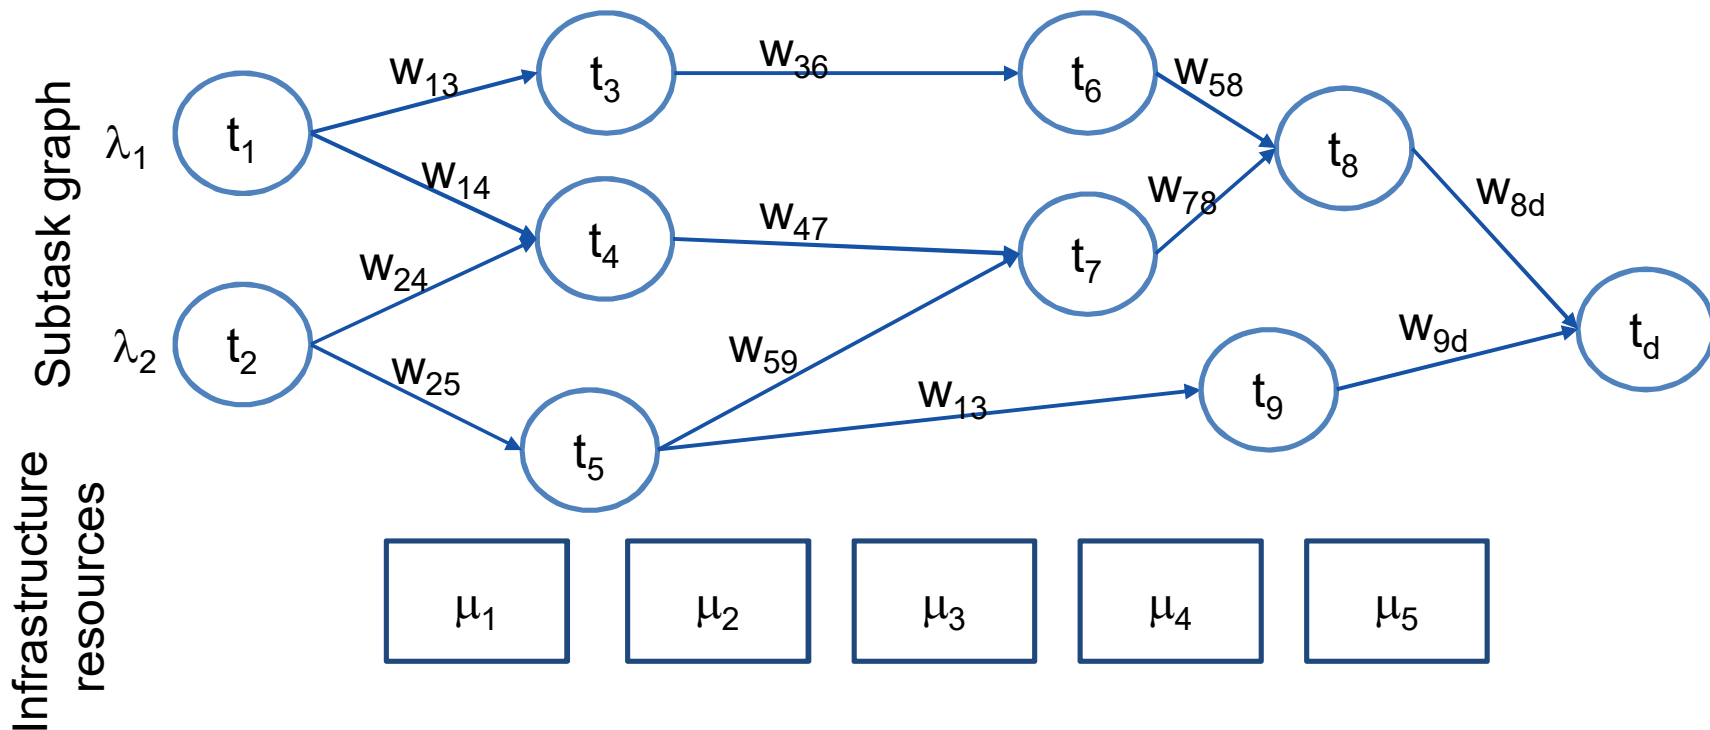 Subtask graph
λ1
t1
w13
t3
w36
t6
w58
t8
w14
w24
t4
w47
t7
w78
w8d
λ2
t2
w25
t5
w59
w13
t9
w9d
td
Infrastructure
resources
μ1
μ2
μ3
μ4
μ5